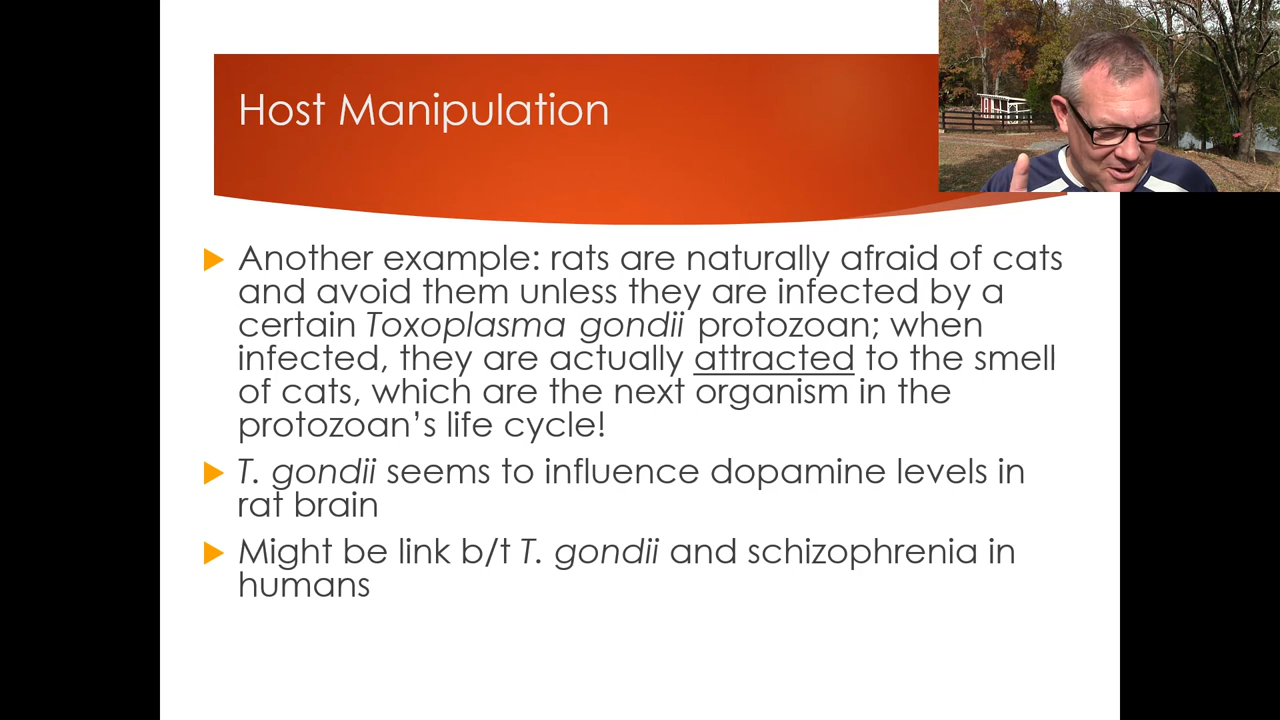 Host Manipulation
Another example: rats are naturally afraid of cats
and avoid them unless they are infected by a
certain Toxoplasma gondii protozoan; when
infected, they are actually attracted to the smell
of cats, which are the next organism in the
protozoan’s life cycle!
T. gondii seems to influence dopamine levels in
rat brain
Might be link b/t T. gondii and schizophrenia in
humans